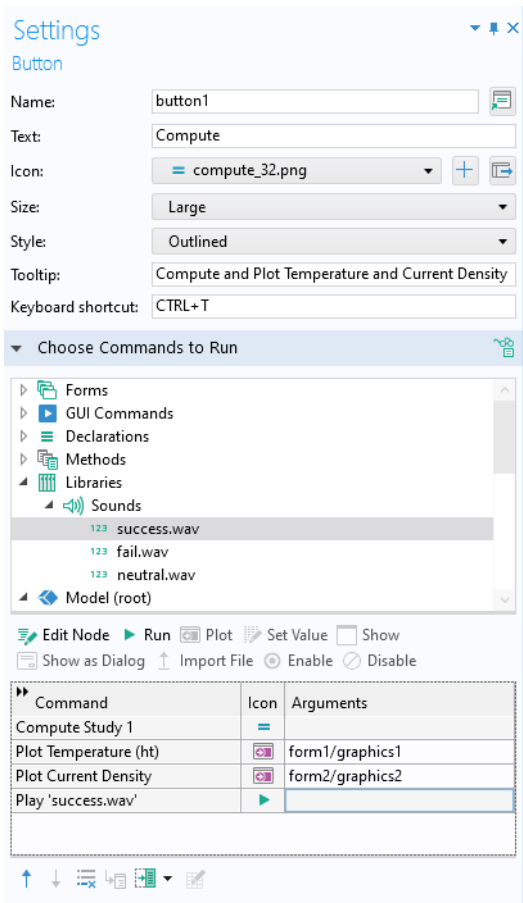 Settings
Button
Name: button1
Text: Compute
Icon: compute_32.png
Size: Large
Style: Outlined
Tooltip: Compute and Plot Temperature and Current Density
Keyboard shortcut: CTRL+T
Choose Commands to Run
Forms
GUI Commands
Declarations
Methods
Libraries
Sounds
123 success.wav
123 fail.wav
123 neutral.wav
Model (root)
Edit Node Run Plot Set Value Show
Show as Dialog Import File Enable Disable
Command Icon Arguments
Compute Study 1
Plot Temperature (ht) form1/graphics1
Plot Current Density form2/graphics2
Play 'success.wav'